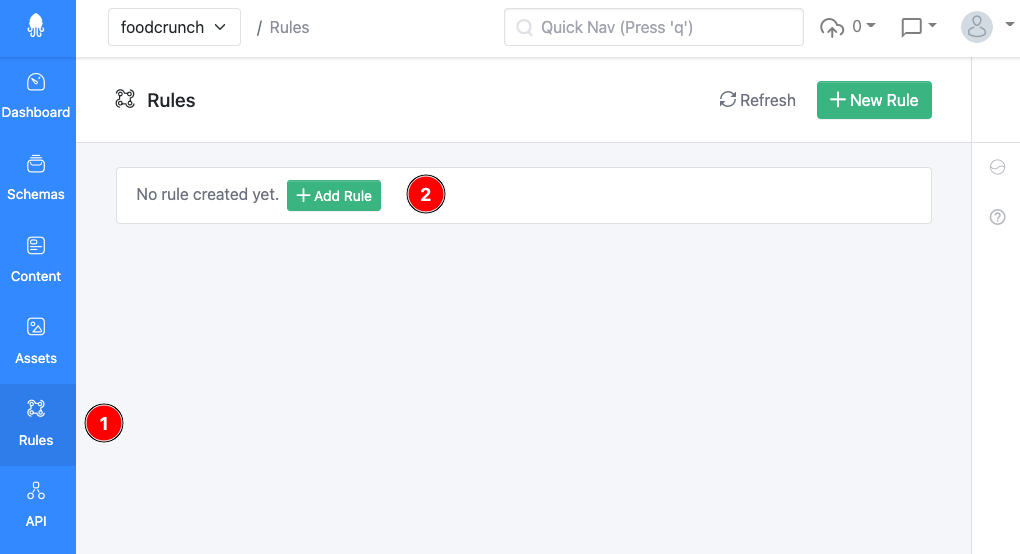 foodcrunch / Rules Quick Nav (Press 'q') 0
Dashboard
Schemas
Content
Assets
Rules
API
Rules Refresh + New Rule
No rule created yet. + Add Rule 2
1
?